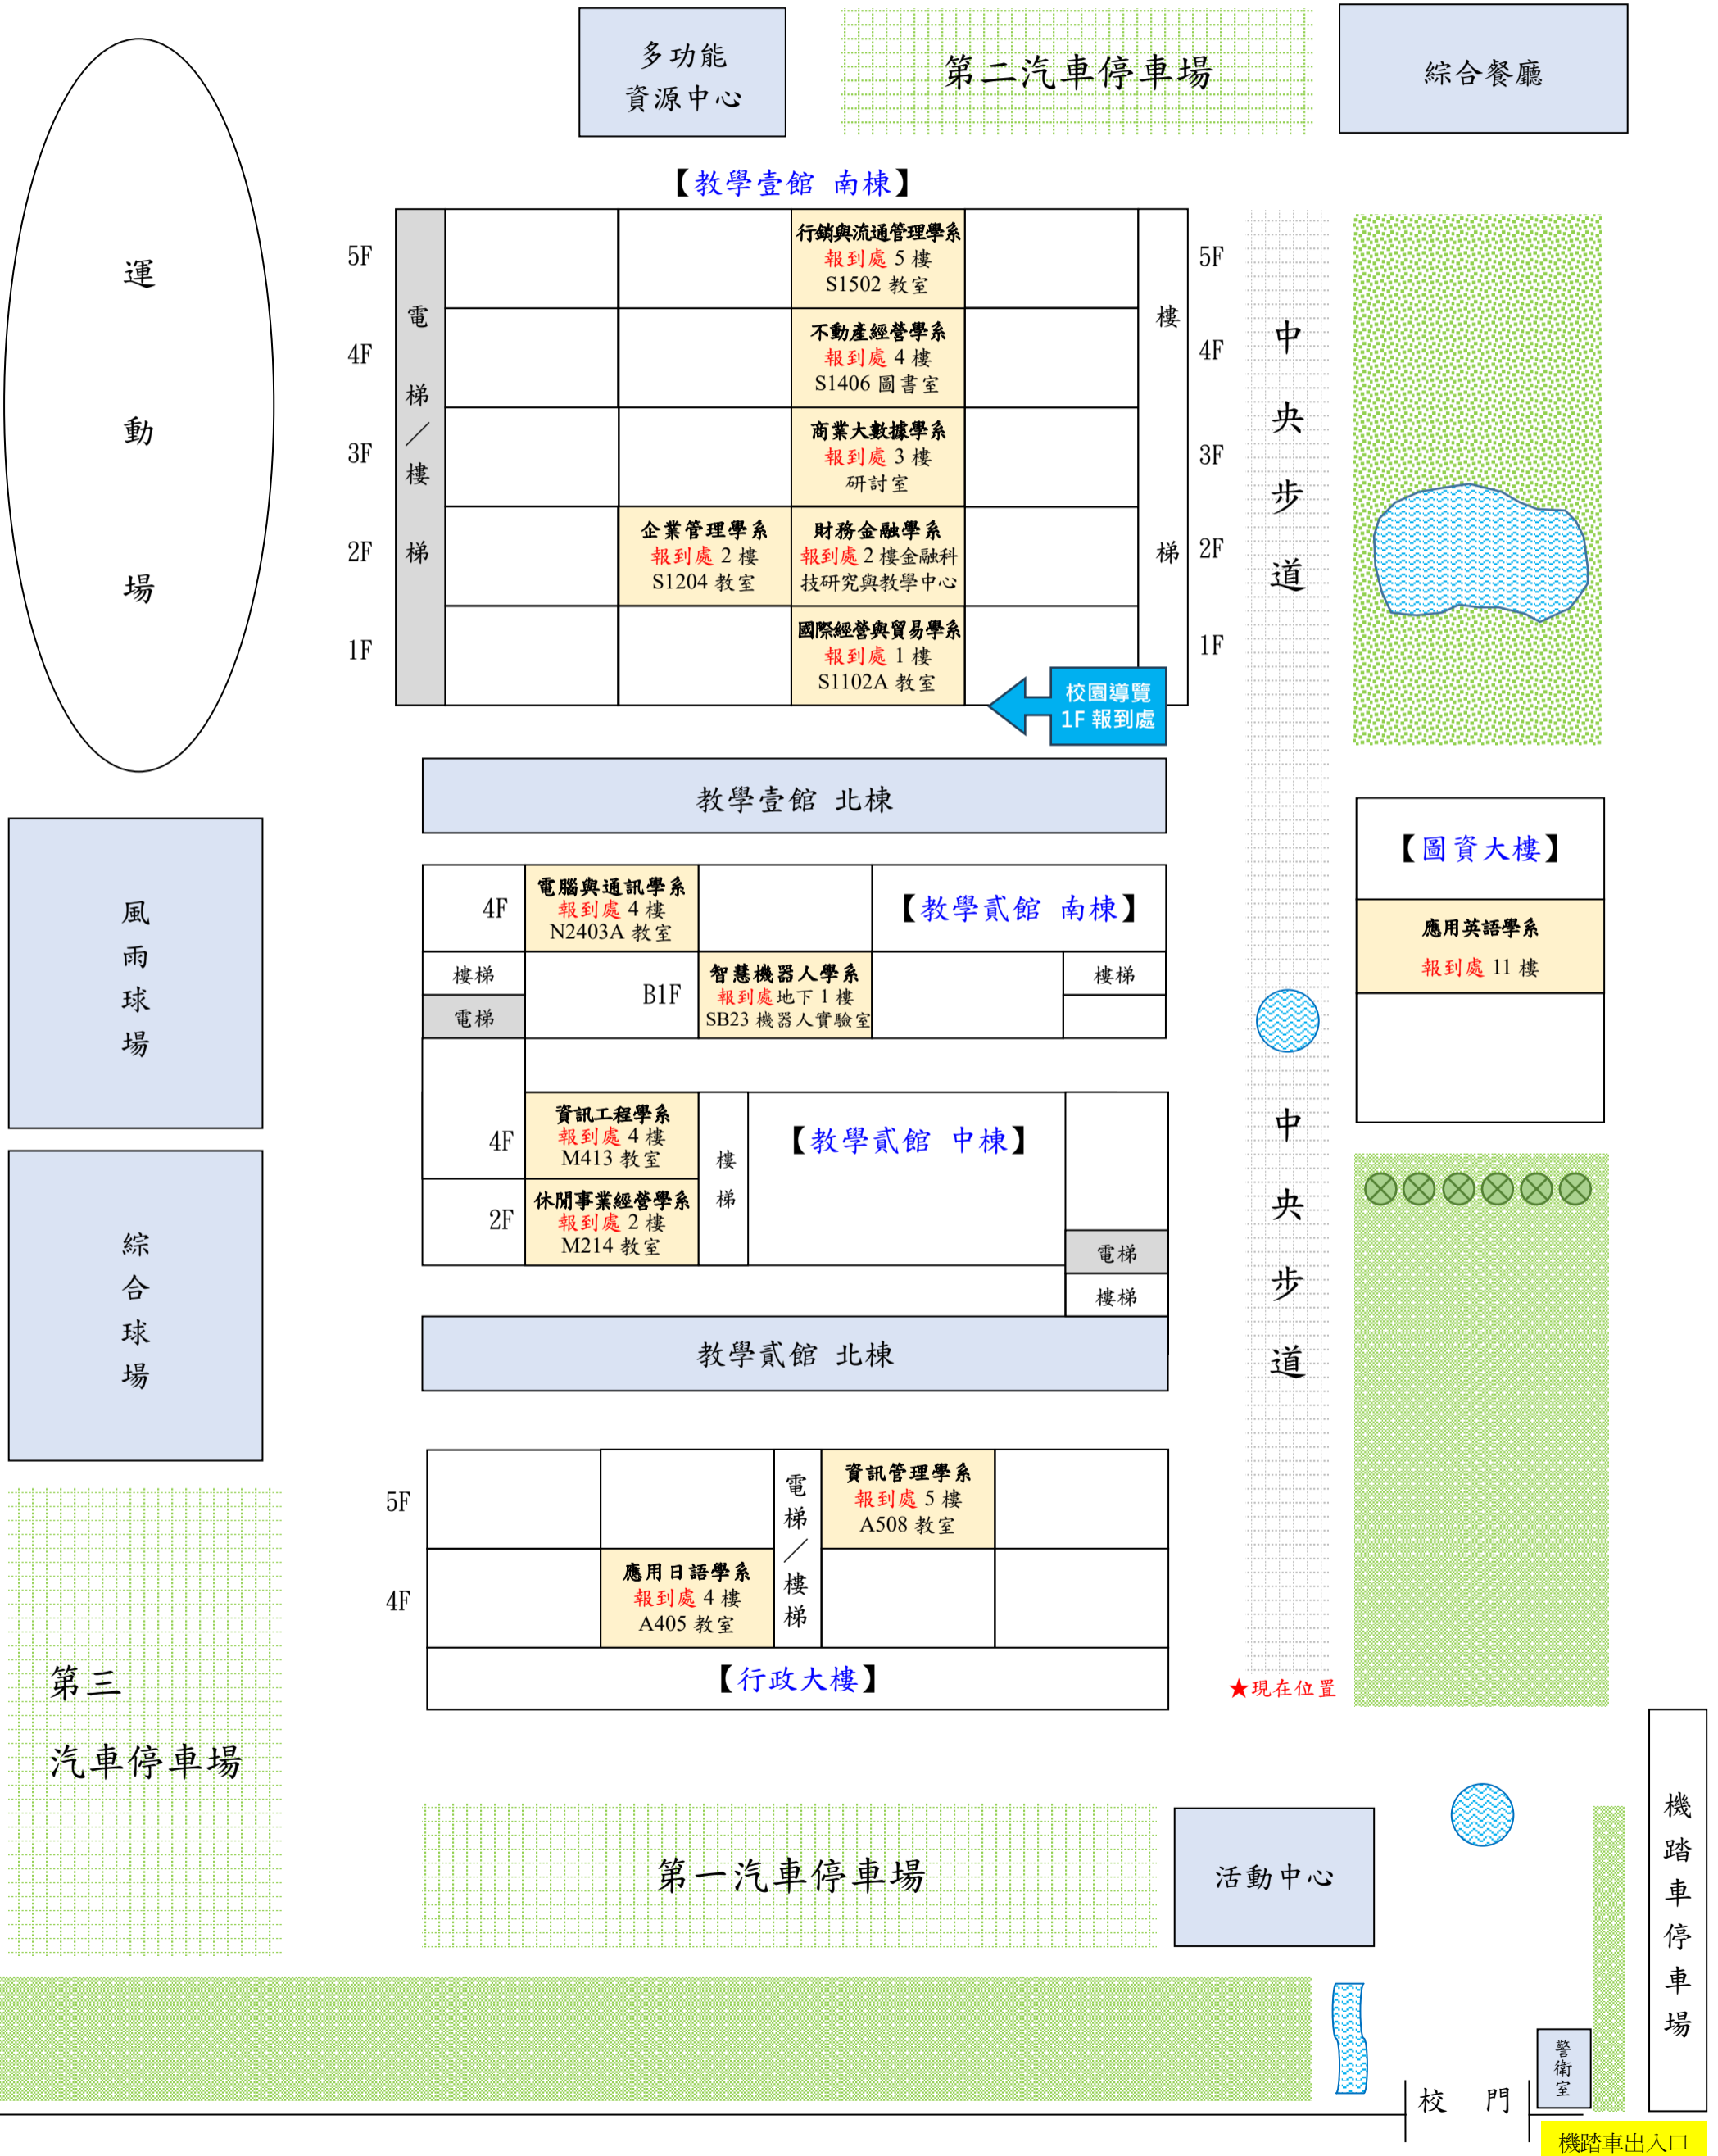 多功能
資源中心
第二汽車停車場
綜合餐廳
運動場
【教學壹館 南棟】
5F
4F
3F
2F
1F
電梯／樓梯
行銷與流通管理學系
報到處 5 樓
S1502 教室
不動產經營學系
報到處 4 樓
S1406 圖書室
商業大數據學系
報到處 3 樓
研討室
企業管理學系
報到處 2 樓
S1204 教室
財務金融學系
報到處 2 樓金融科
技研究與教學中心
國際經營與貿易學系
報到處 1 樓
S1102A 教室
樓梯
5F
4F
3F
2F
1F
校園導覽
1F 報到處
中央步道
教學壹館 北棟
風雨球場
4F
電腦與通訊學系
報到處 4 樓
N2403A 教室
【教學貳館 南棟】
樓梯
電梯
B1F
智慧機器人學系
報到處地下 1 樓
SB23 機器人實驗室
樓梯
【圖資大樓】
應用英語學系
報到處 11 樓
綜合球場
4F
資訊工程學系
報到處 4 樓
M413 教室
2F
休閒事業經營學系
報到處 2 樓
M214 教室
樓梯
【教學貳館 中棟】
電梯
樓梯
中央步道
教學貳館 北棟
5F
4F
電梯／樓梯
資訊管理學系
報到處 5 樓
A508 教室
應用日語學系
報到處 4 樓
A405 教室
【行政大樓】
★現在位置
第三
汽車停車場
第一汽車停車場
活動中心
機踏車停車場
警衛室
校 門
機踏車出入口